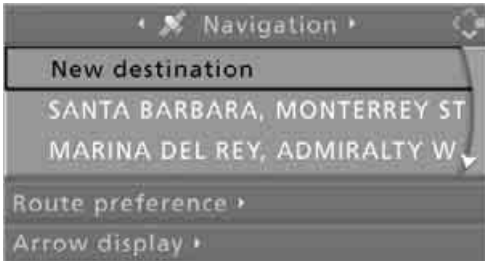 Navigation
New destination
SANTA BARBARA, MONTERREY ST
MARINA DEL REY, ADMIRALTY W
Route preference
Arrow display